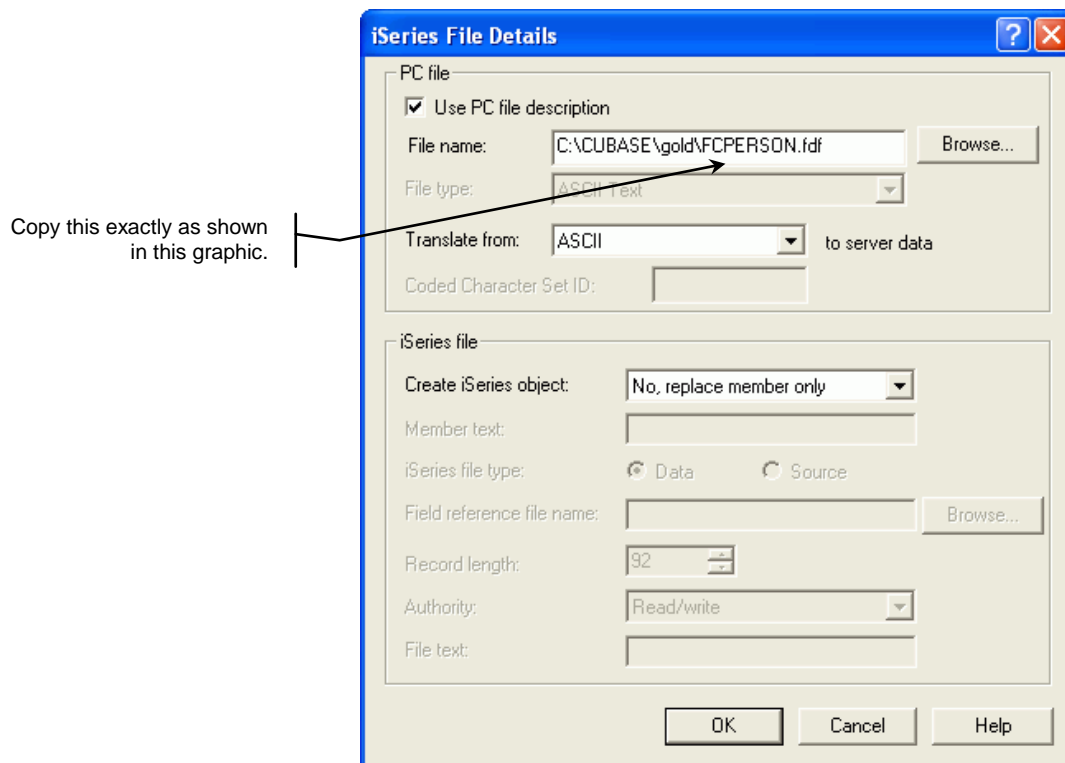 iSeries File Details
PC file
Use PC file description
File name: C:\CUBASE\gold\FCPERSON.fdf Browse...
File type: ASCII Text
Copy this exactly as shown
in this graphic.
Translate from: ASCII to server data
Coded Character Set ID:
iSeries file
Create iSeries object: No, replace member only
Member text:
iSeries file type: Data Source
Field reference file name: Browse...
Record length: 92
Authority: Read/write
File text:
OK Cancel Help